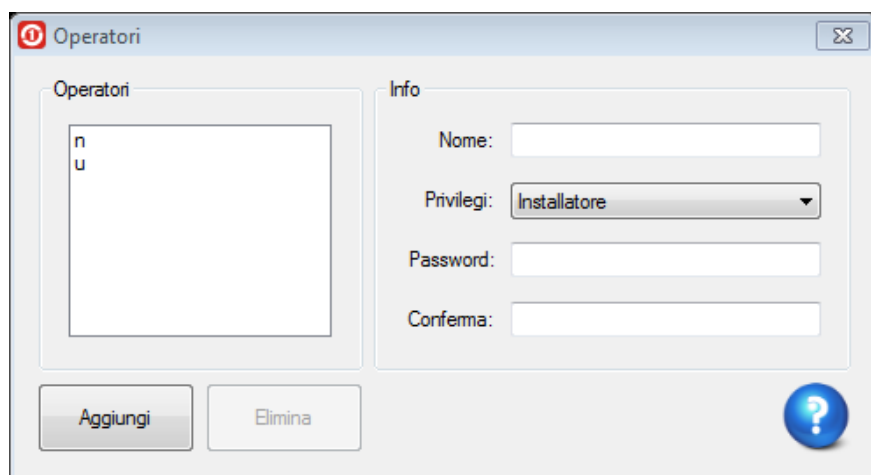 Operatori
Operatori
n
u
Info
Nome:
Privilegi: Installatore
Password:
Conferma:
Aggiungi
Elimina
?